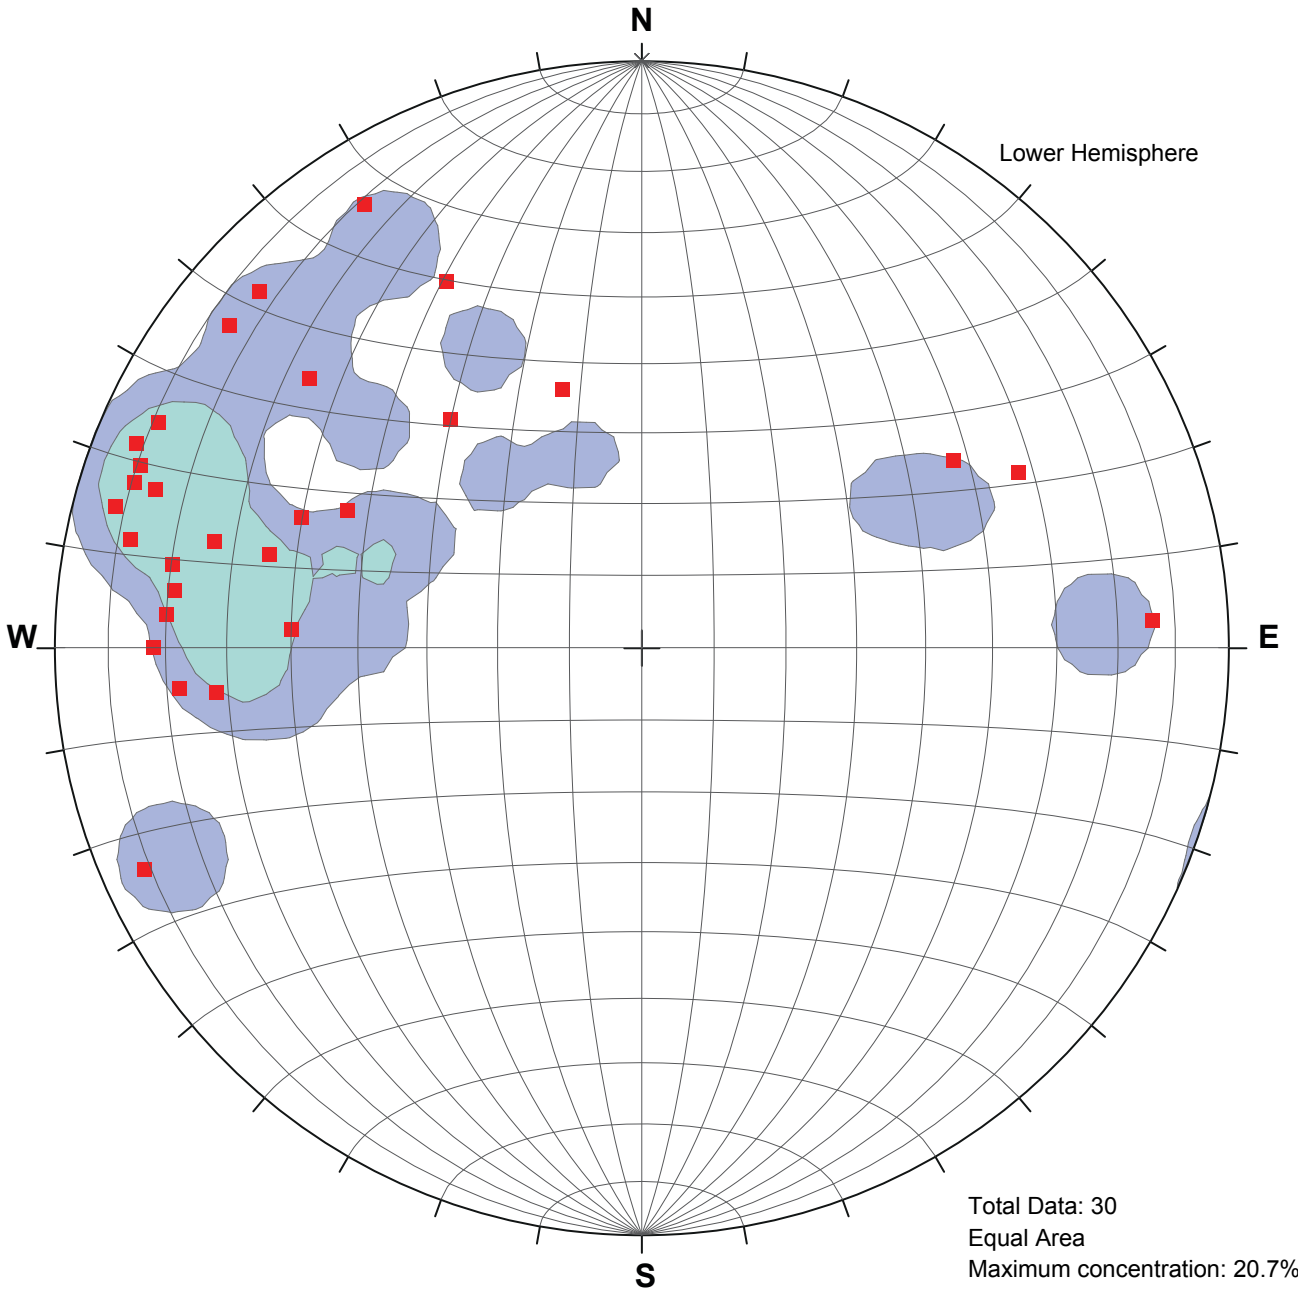 N
Lower Hemisphere
W
E
Total Data: 30
Equal Area
Maximum concentration: 20.7%
S